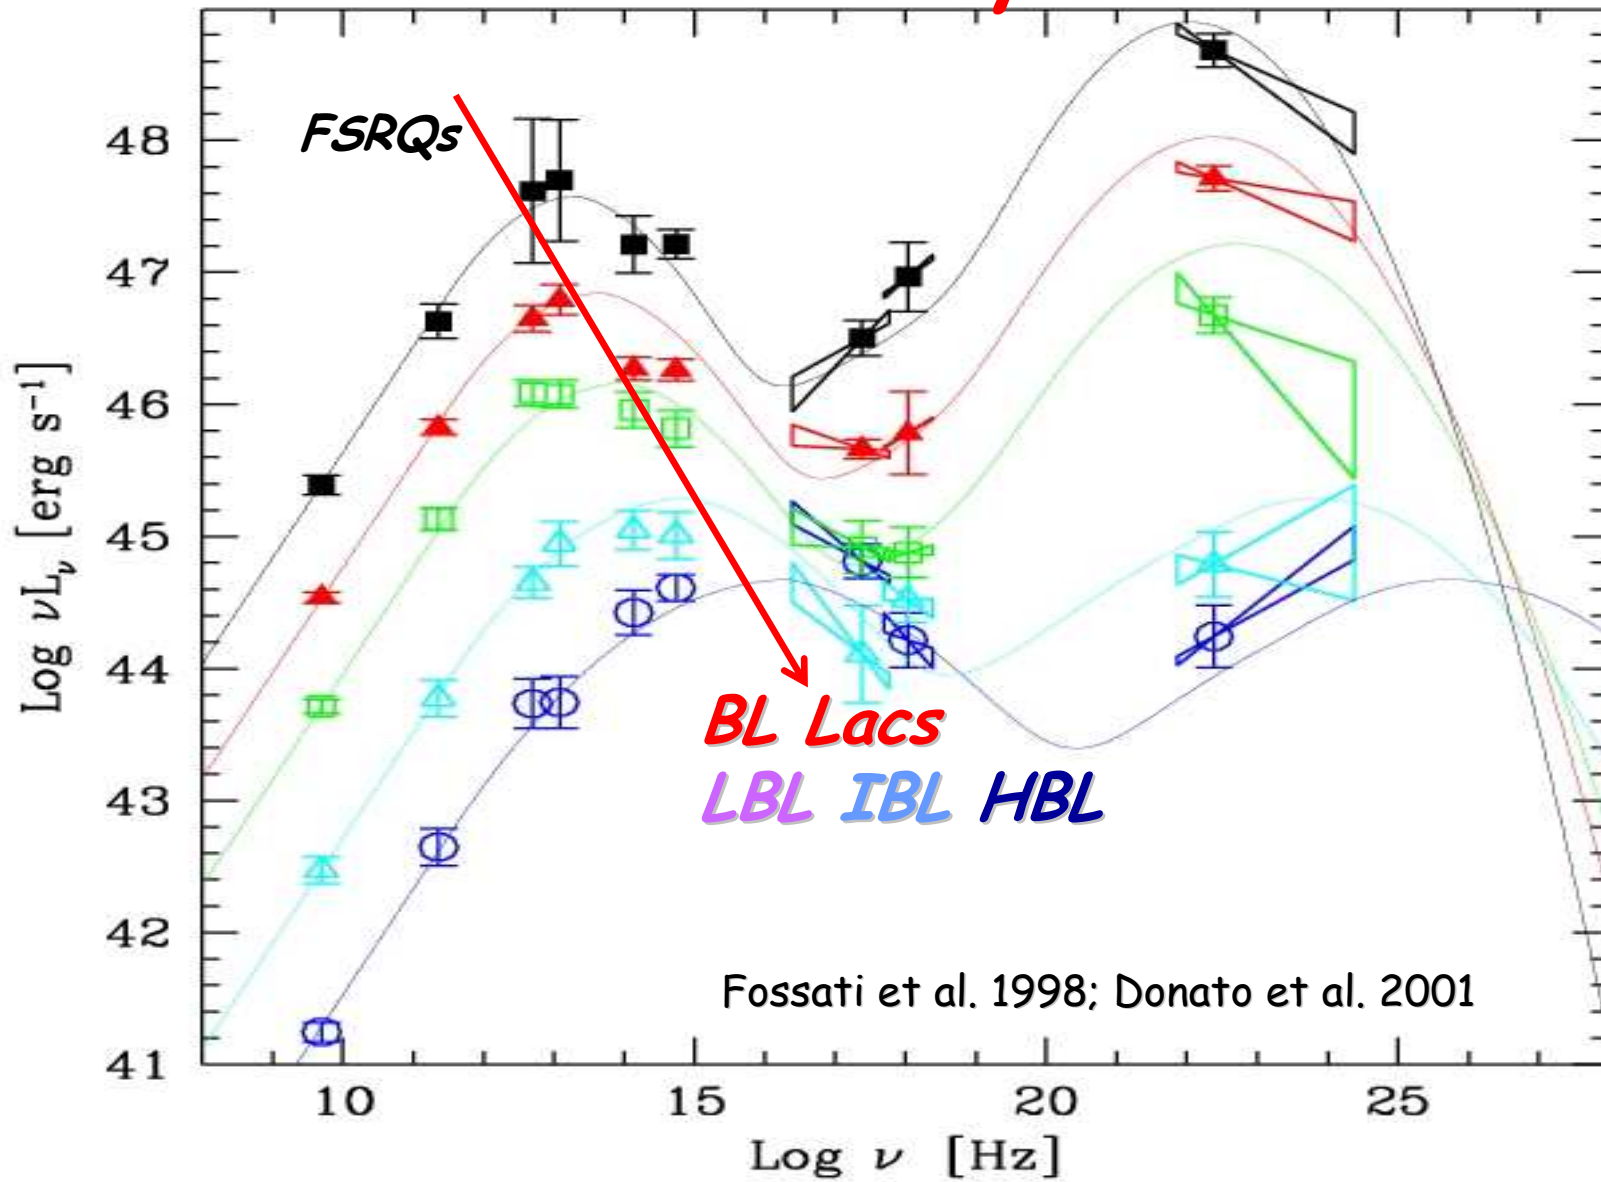 FSRQs
48
47
46
45
44
43
42
41
Log νLν [erg s⁻¹]
BL Lacs
LBL IBL HBL
Fossati et al. 1998; Donato et al. 2001
10 15 20 25
Log ν [Hz]